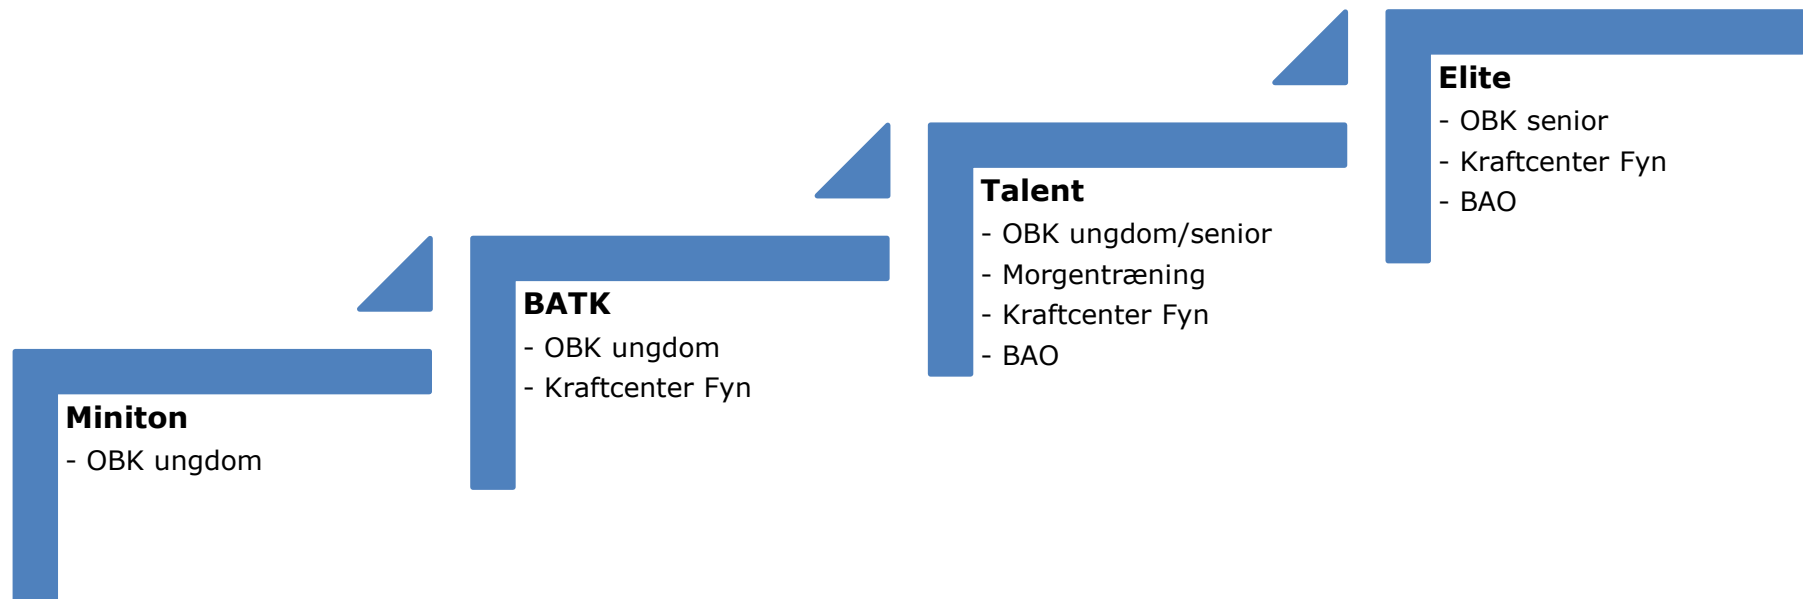 Miniton
- OBK ungdom
BATK
- OBK ungdom
- Kraftcenter Fyn
Talent
- OBK ungdom/senior
- Morgentræning
- Kraftcenter Fyn
- BAO
Elite
- OBK senior
- Kraftcenter Fyn
- BAO